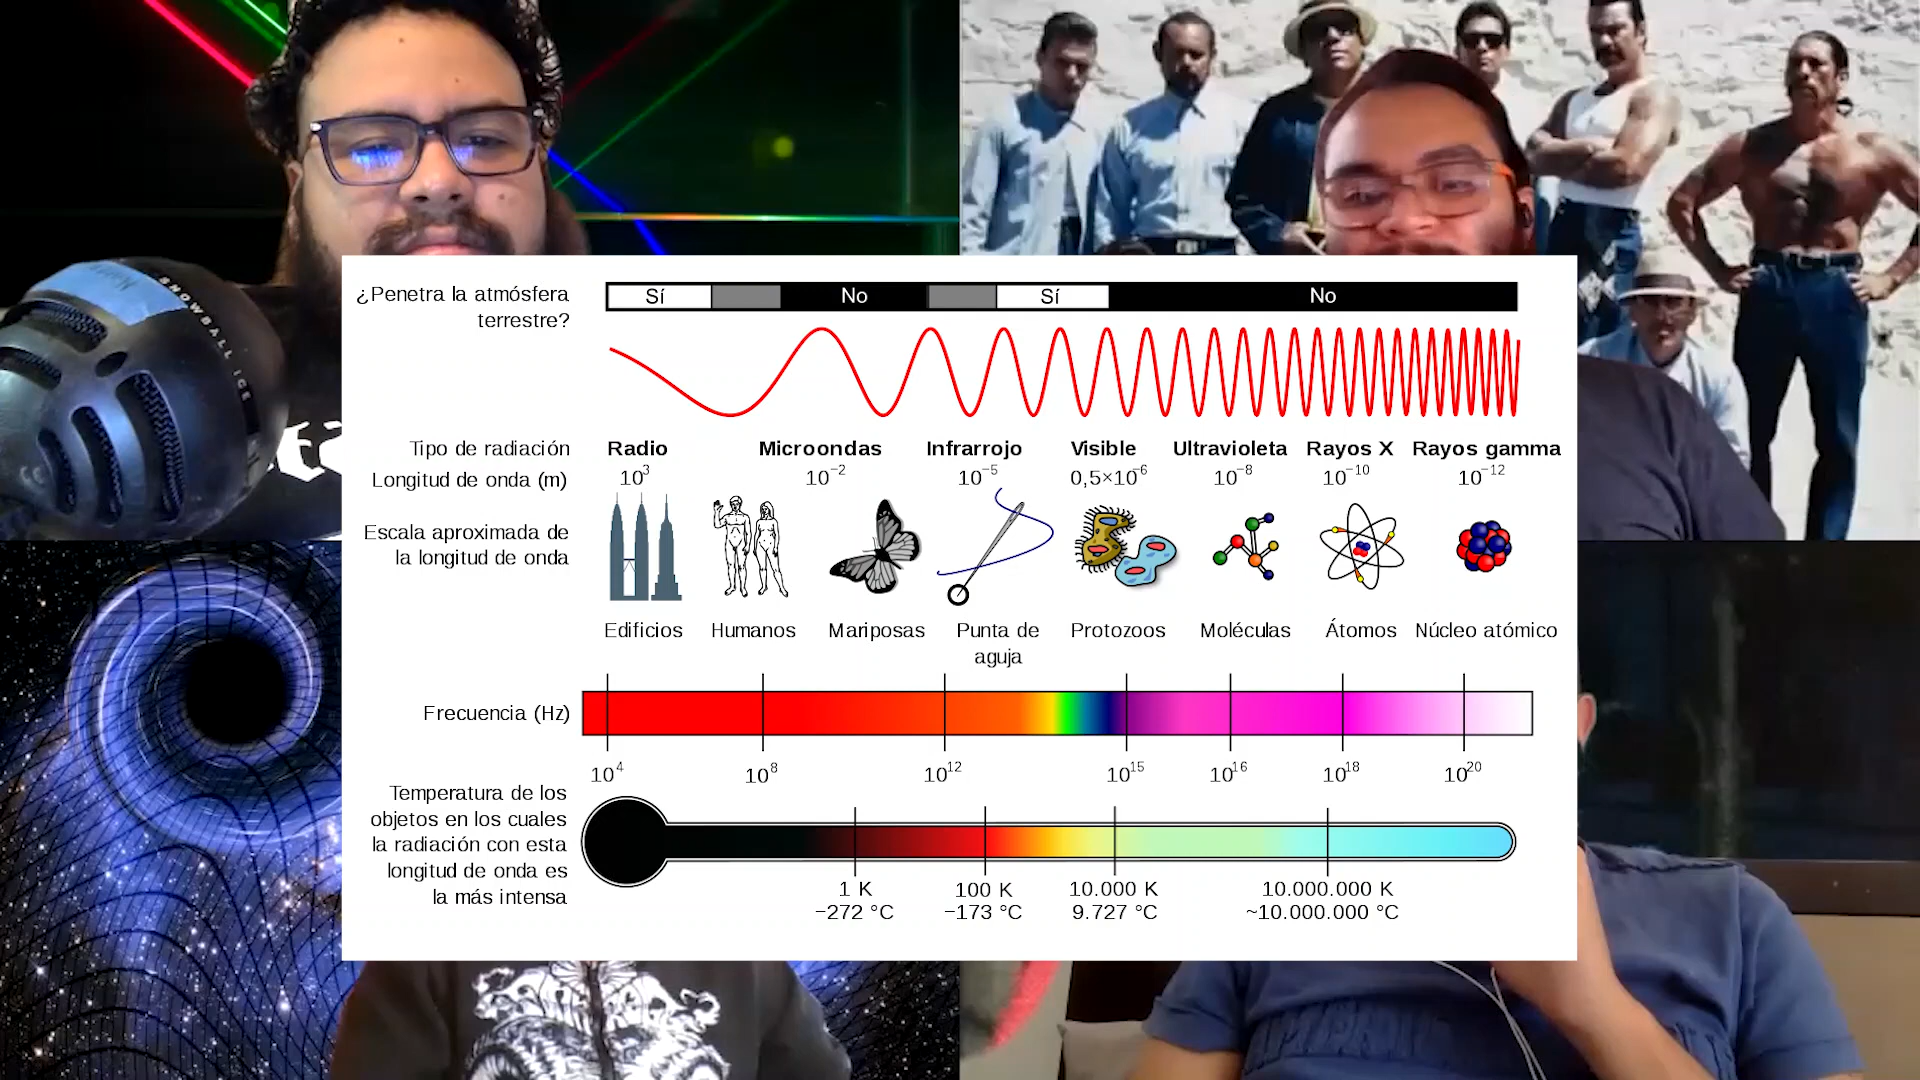 SNOWBALL ICE
¿Penetra la atmósfera
terrestre?
Sí
No
Sí
No
Tipo de radiación
Radio
Microondas
Infrarrojo
Visible
Ultravioleta
Rayos X
Rayos gamma
Longitud de onda (m)
10³
10⁻²
10⁻⁵
0,5×10⁻⁶
10⁻⁸
10⁻¹⁰
10⁻¹²
Escala aproximada de
la longitud de onda
Edificios
Humanos
Mariposas
Punta de
aguja
Protozoos
Moléculas
Átomos
Núcleo atómico
Frecuencia (Hz)
10⁴
10⁸
10¹²
10¹⁵
10¹⁶
10¹⁸
10²⁰
Temperatura de los
objetos en los cuales
la radiación con esta
longitud de onda es
la más intensa
1 K
−272 °C
100 K
−173 °C
10.000 K
9.727 °C
10.000.000 K
~10.000.000 °C